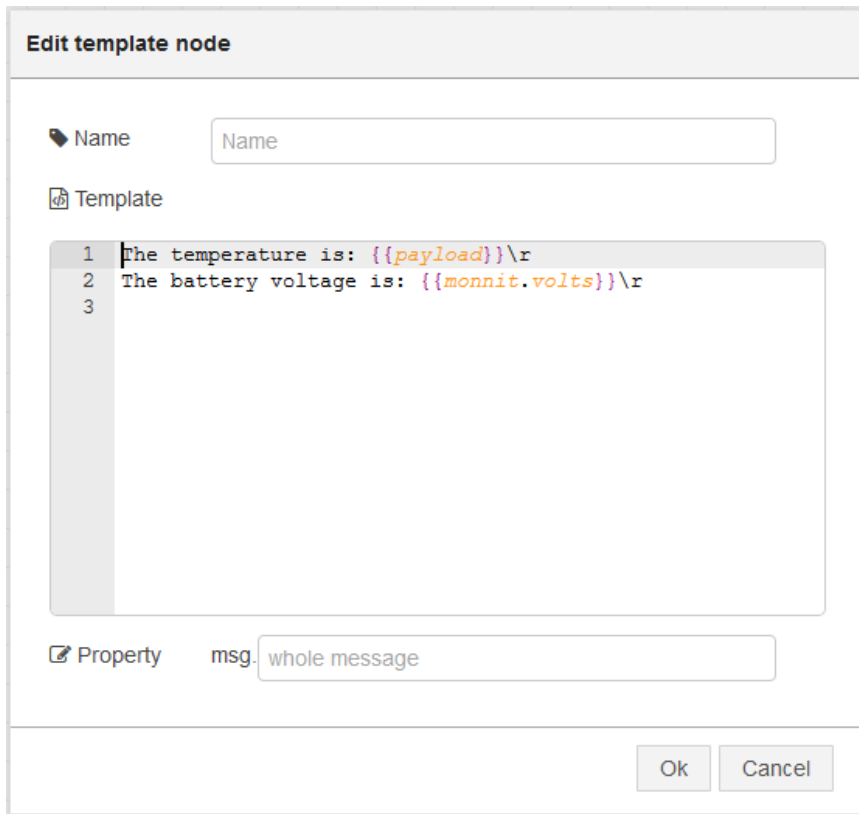 Edit template node
Name
Name
Template
1 The temperature is: {{payload}}\r
2 The battery voltage is: {{monnit.volts}}\r
3
Property msg. whole message
Ok Cancel